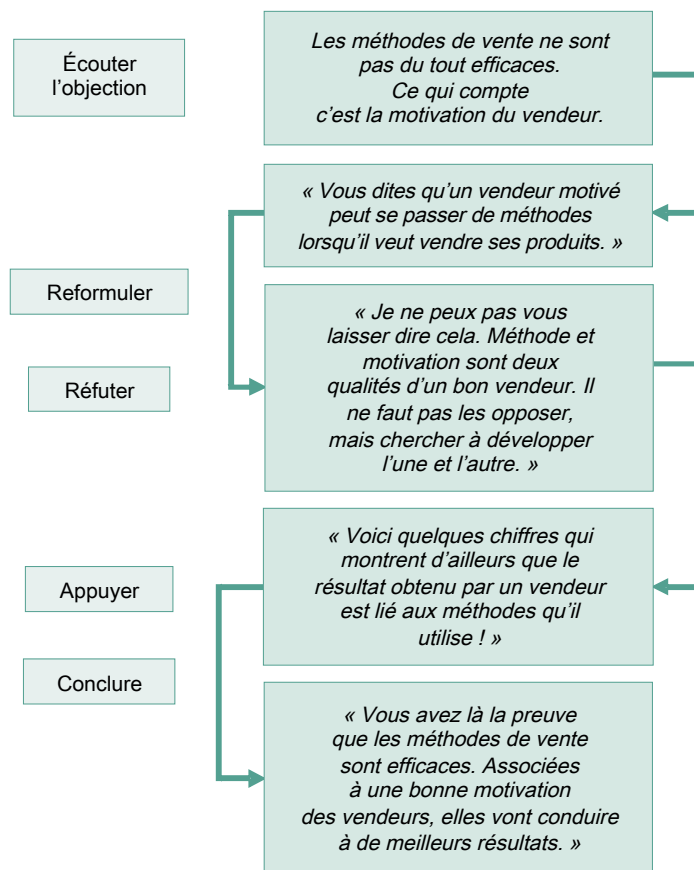 Écouter
l'objection
Les méthodes de vente ne sont
pas du tout efficaces.
Ce qui compte
c'est la motivation du vendeur.
« Vous dites qu'un vendeur motivé
peut se passer de méthodes
lorsqu'il veut vendre ses produits. »
Reformuler
« Je ne peux pas vous
laisser dire cela. Méthode et
motivation sont deux
qualités d'un bon vendeur. Il
ne faut pas les opposer,
mais chercher à développer
l'une et l'autre. »
Réfuter
« Voici quelques chiffres qui
montrent d'ailleurs que le
résultat obtenu par un vendeur
est lié aux méthodes qu'il
utilise ! »
Appuyer
Conclure
« Vous avez là la preuve
que les méthodes de vente
sont efficaces. Associées
à une bonne motivation
des vendeurs, elles vont conduire
à de meilleurs résultats. »